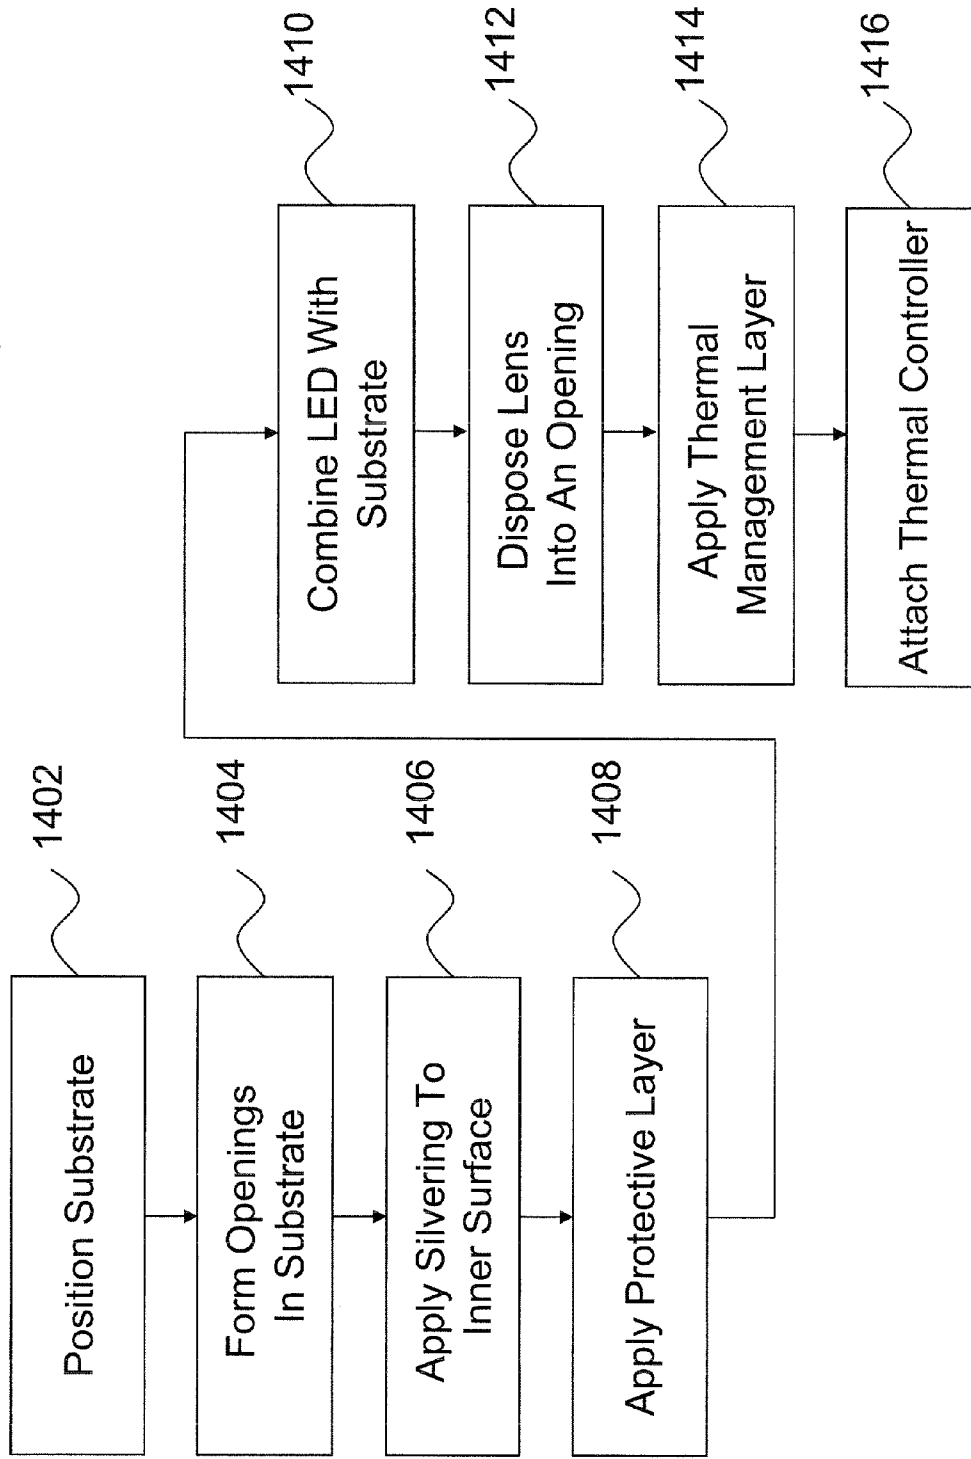 Position Substrate
1402
Form Openings
In Substrate
1404
Apply Silvering To
Inner Surface
1406
Apply Protective Layer
1408
Combine LED With
Substrate
1410
Dispose Lens
Into An Opening
1412
Apply Thermal
Management Layer
1414
Attach Thermal Controller
1416